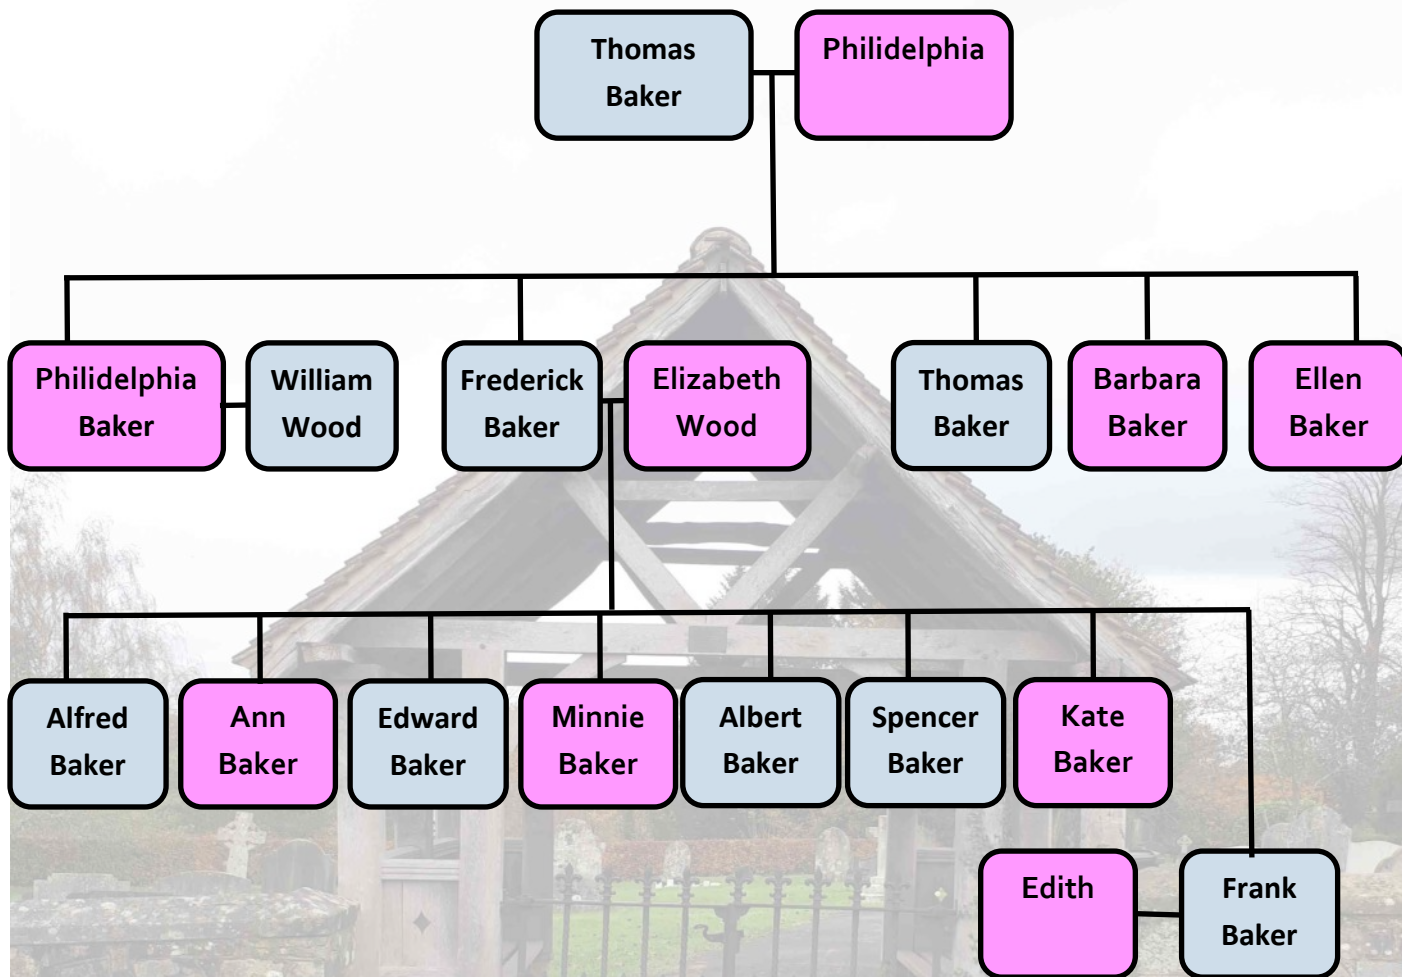 Thomas
Baker
Philidelphia
Philidelphia
Baker
William
Wood
Frederick
Baker
Elizabeth
Wood
Thomas
Baker
Barbara
Baker
Ellen
Baker
Alfred
Baker
Ann
Baker
Edward
Baker
Minnie
Baker
Albert
Baker
Spencer
Baker
Kate
Baker
Edith
Frank
Baker